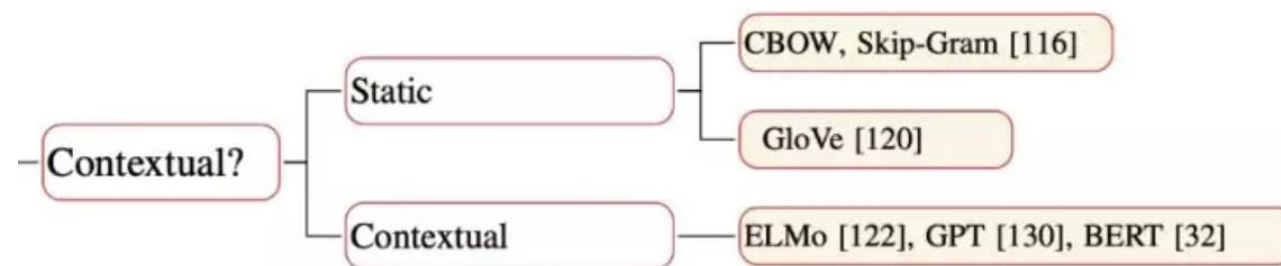 CBOW, Skip-Gram [116]
Static
GloVe [120]
Contextual?
Contextual
ELMo [122], GPT [130], BERT [32]